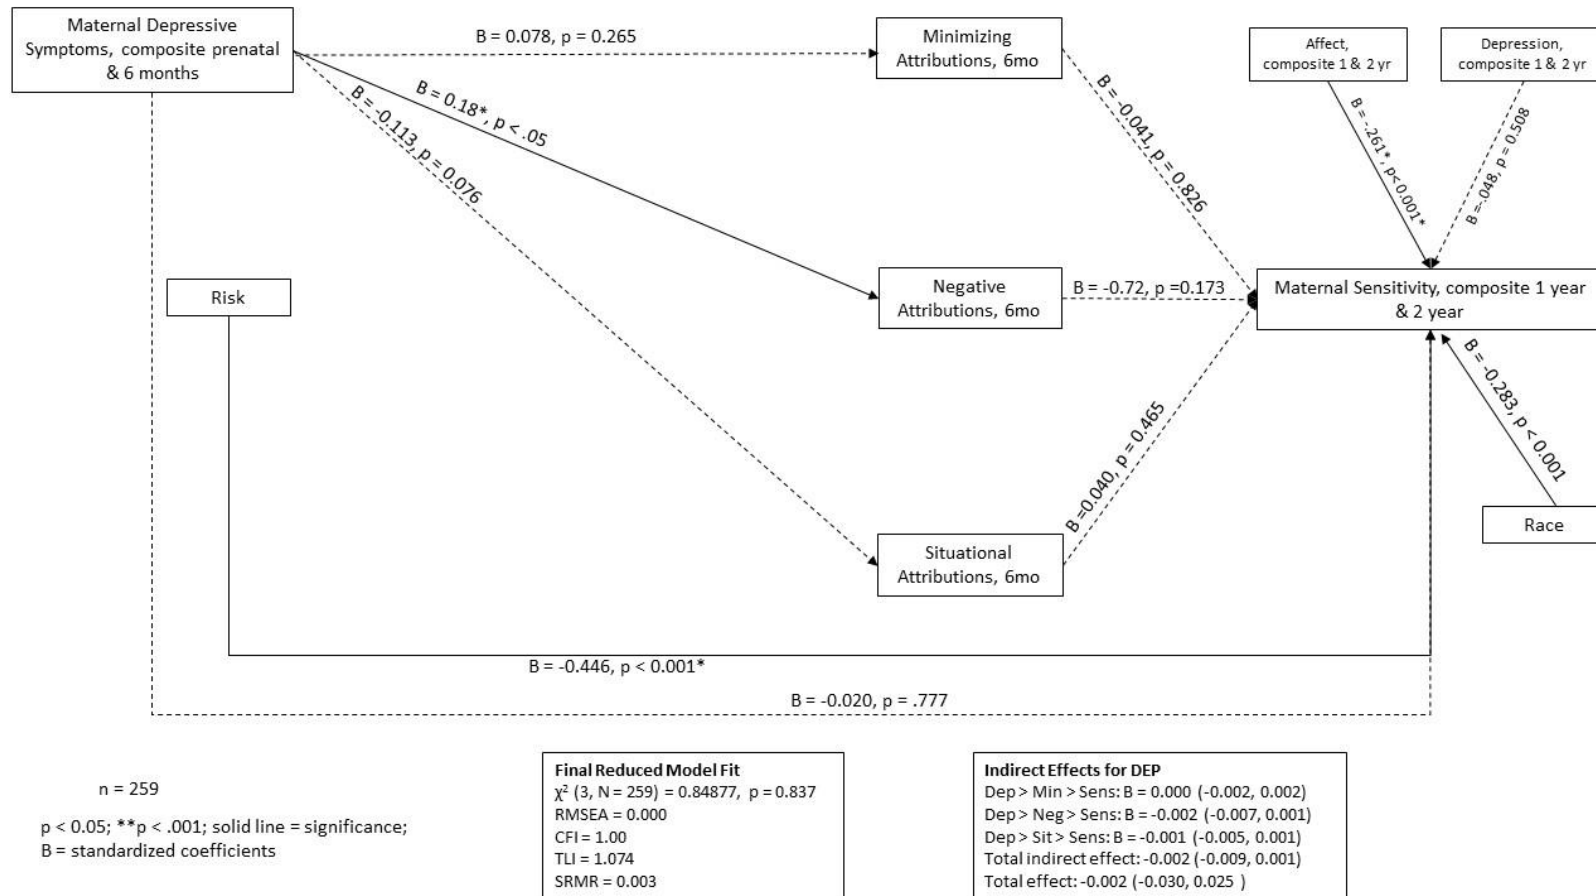 Maternal Depressive
Symptoms, composite prenatal
& 6 months
B = 0.078, p = 0.265
Minimizing
Attributions, 6mo
Affect,
composite 1 & 2 yr
Depression,
composite 1 & 2 yr
B = 0.18*, p < .05
B = -0.113, p = 0.076
B = -0.041, p = 0.826
B = -.261*, p< 0.001*
B =-.048, p = 0.508
Risk
Negative
Attributions, 6mo
B = -0.72, p =0.173
Maternal Sensitivity, composite 1 year
& 2 year
B =0.040, p = 0.465
B = -0.283, p < 0.001
Situational
Attributions, 6mo
Race
B = -0.446, p < 0.001*
B = -0.020, p = .777
n = 259
p < 0.05; **p < .001; solid line = significance;
B = standardized coefficients
Final Reduced Model Fit
χ² (3, N = 259) = 0.84877, p = 0.837
RMSEA = 0.000
CFI = 1.00
TLI = 1.074
SRMR = 0.003
Indirect Effects for DEP
Dep > Min > Sens: B = 0.000 (-0.002, 0.002)
Dep > Neg > Sens: B = -0.002 (-0.007, 0.001)
Dep > Sit > Sens: B = -0.001 (-0.005, 0.001)
Total indirect effect: -0.002 (-0.009, 0.001)
Total effect: -0.002 (-0.030, 0.025 )